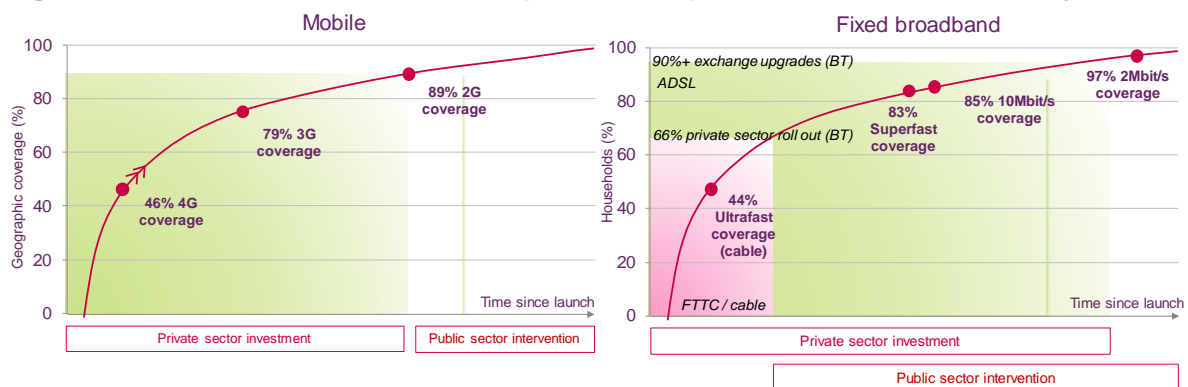 Mobile
Geographic coverage (%)
100
80
60
40
20
0
89% 2G
coverage
79% 3G
coverage
46% 4G
coverage
Time since launch
Private sector investment
Public sector intervention
Fixed broadband
Households (%)
100
80
60
40
20
0
90%+ exchange upgrades (BT)
ADSL
97% 2Mbit/s
coverage
83%
Superfast
coverage
85% 10Mbit/s
coverage
66% private sector roll out (BT)
44%
Ultrafast
coverage
(cable)
FTTC / cable
Time since launch
Private sector investment
Public sector intervention